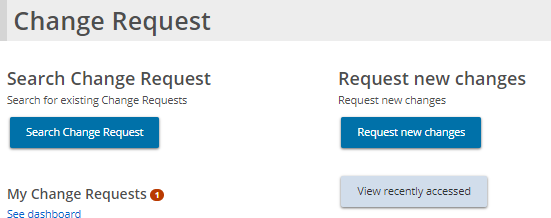 Change Request
Search Change Request
Search for existing Change Requests
Search Change Request
Request new changes
Request new changes
Request new changes
My Change Requests 1
See dashboard
View recently accessed